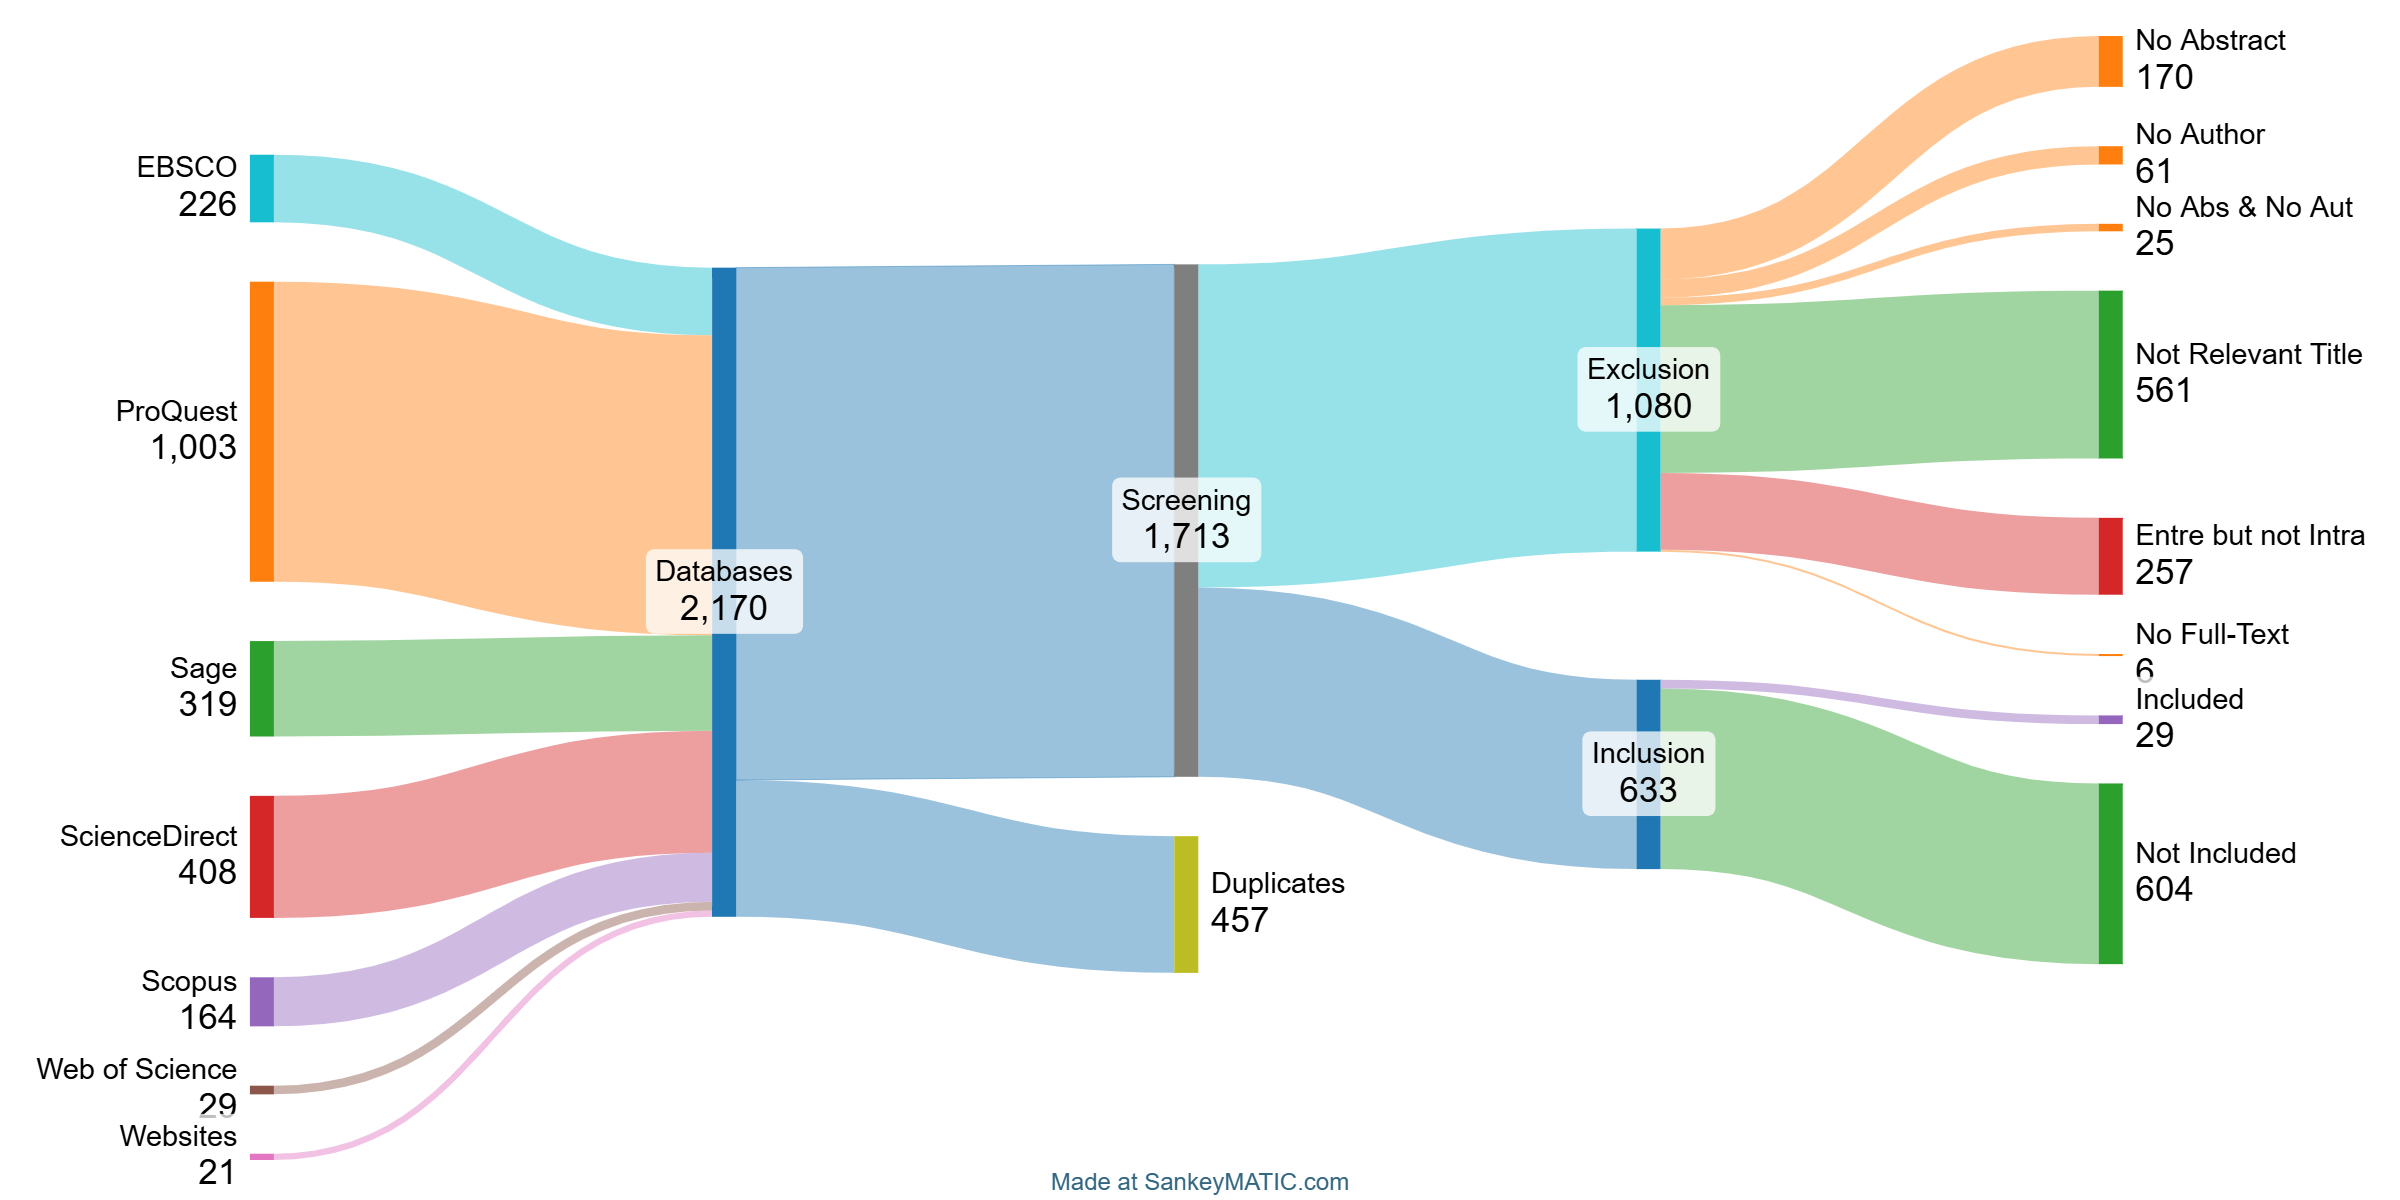 EBSCO
226
ProQuest
1,003
Sage
319
ScienceDirect
408
Scopus
164
Web of Science
29
Websites
21
Databases
2,170
Screening
1,713
Duplicates
457
Exclusion
1,080
Inclusion
633
No Abstract
170
No Author
61
No Abs & No Aut
25
Not Relevant Title
561
Entre but not Intra
257
No Full-Text
6
Included
29
Not Included
604
Made at SankeyMATIC.com